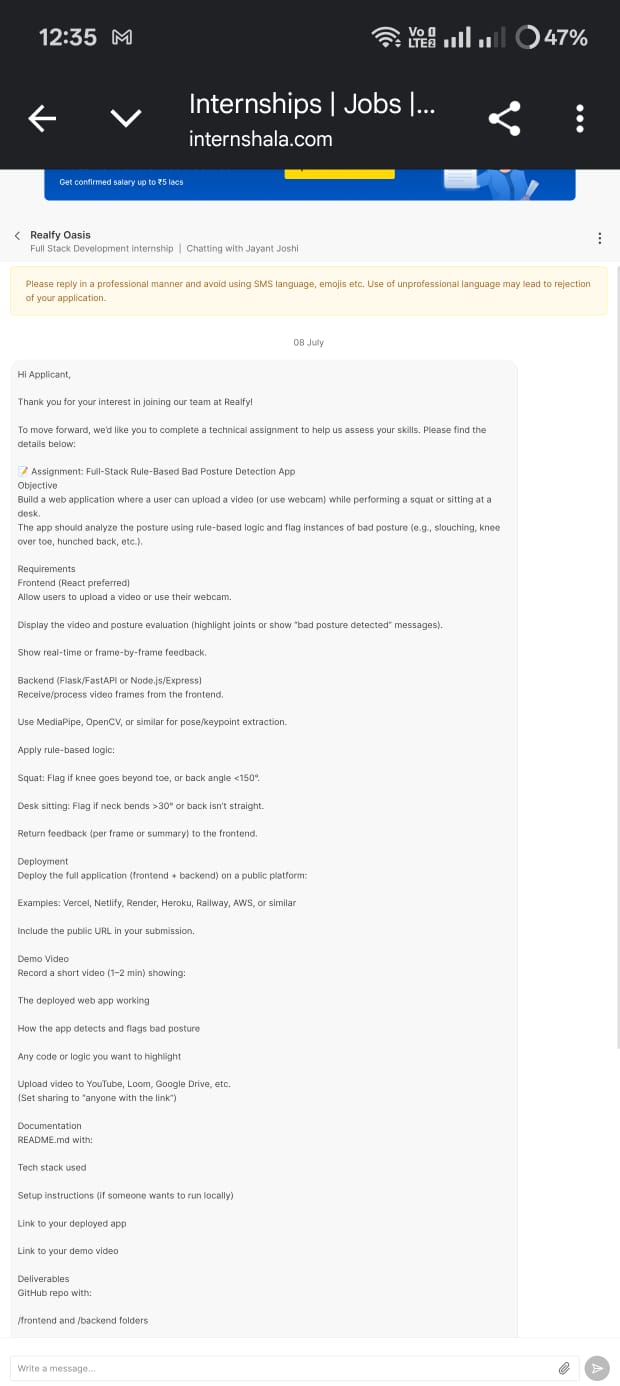 12:35
Vo
LTE2
47%
Internships | Jobs |...
internshala.com
Get confirmed salary up to ₹5 lacs
Realfy Oasis
Full Stack Development internship | Chatting with Jayant Joshi
Please reply in a professional manner and avoid using SMS language, emojis etc. Use of unprofessional language may lead to rejection
of your application.
08 July
Hi Applicant,
Thank you for your interest in joining our team at Realfy!
To move forward, we'd like you to complete a technical assignment to help us assess your skills. Please find the
details below:
📝 Assignment: Full-Stack Rule-Based Bad Posture Detection App
Objective
Build a web application where a user can upload a video (or use webcam) while performing a squat or sitting at a
desk.
The app should analyze the posture using rule-based logic and flag instances of bad posture (e.g., slouching, knee
over toe, hunched back, etc.).
Requirements
Frontend (React preferred)
Allow users to upload a video or use their webcam.
Display the video and posture evaluation (highlight joints or show "bad posture detected" messages).
Show real-time or frame-by-frame feedback.
Backend (Flask/FastAPI or Node.js/Express)
Receive/process video frames from the frontend.
Use MediaPipe, OpenCV, or similar for pose/keypoint extraction.
Apply rule-based logic:
Squat: Flag if knee goes beyond toe, or back angle <150°.
Desk sitting: Flag if neck bends >30° or back isn't straight.
Return feedback (per frame or summary) to the frontend.
Deployment
Deploy the full application (frontend + backend) on a public platform:
Examples: Vercel, Netlify, Render, Heroku, Railway, AWS, or similar
Include the public URL in your submission.
Demo Video
Record a short video (1–2 min) showing:
The deployed web app working
How the app detects and flags bad posture
Any code or logic you want to highlight
Upload video to YouTube, Loom, Google Drive, etc.
(Set sharing to "anyone with the link")
Documentation
README.md with:
Tech stack used
Setup instructions (if someone wants to run locally)
Link to your deployed app
Link to your demo video
Deliverables
GitHub repo with:
/frontend and /backend folders
Write a message...